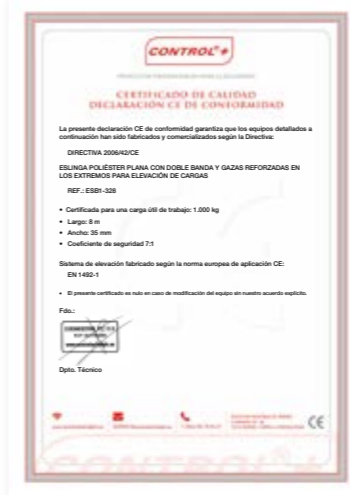 CONTROL+
CERTIFICADO DE CALIDAD
DECLARACIÓN CE DE CONFORMIDAD
La presente declaración CE de conformidad garantiza que los equipos detallados a
continuación han sido fabricados y comercializados según la Directiva:
DIRECTIVA 2006/42/CE
ESLINGA POLIÉSTER PLANA CON DOBLE BANDA Y GAZAS REFORZADAS EN
LOS EXTREMOS PARA ELEVACIÓN DE CARGAS
REF.: ESB1-328
• Certificada para una carga útil de trabajo: 1.000 kg
• Largo: 8 m
• Ancho: 35 mm
• Coeficiente de seguridad 7:1
Sistema de elevación fabricado según la norma europea de aplicación CE:
EN 1492-1
• El presente certificado es nulo en caso de modificación del equipo sin nuestro acuerdo explícito.
Fdo.:
Dpto. Técnico
CE
CONTROL+